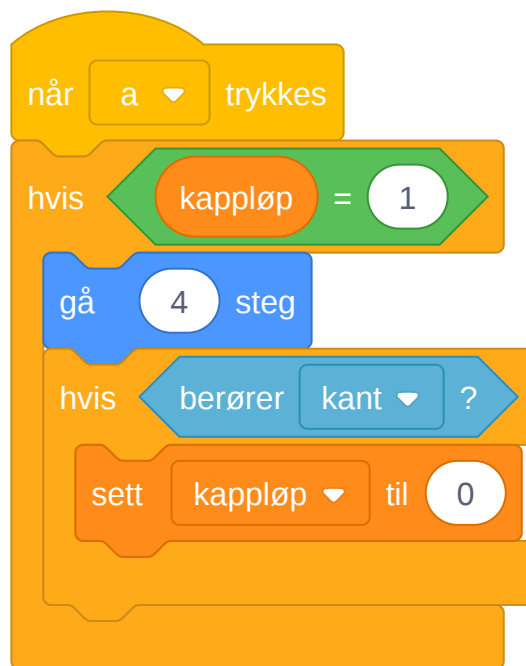 når a trykkes
hvis kappløp = 1
gå 4 steg
hvis berører kant ?
sett kappløp til 0